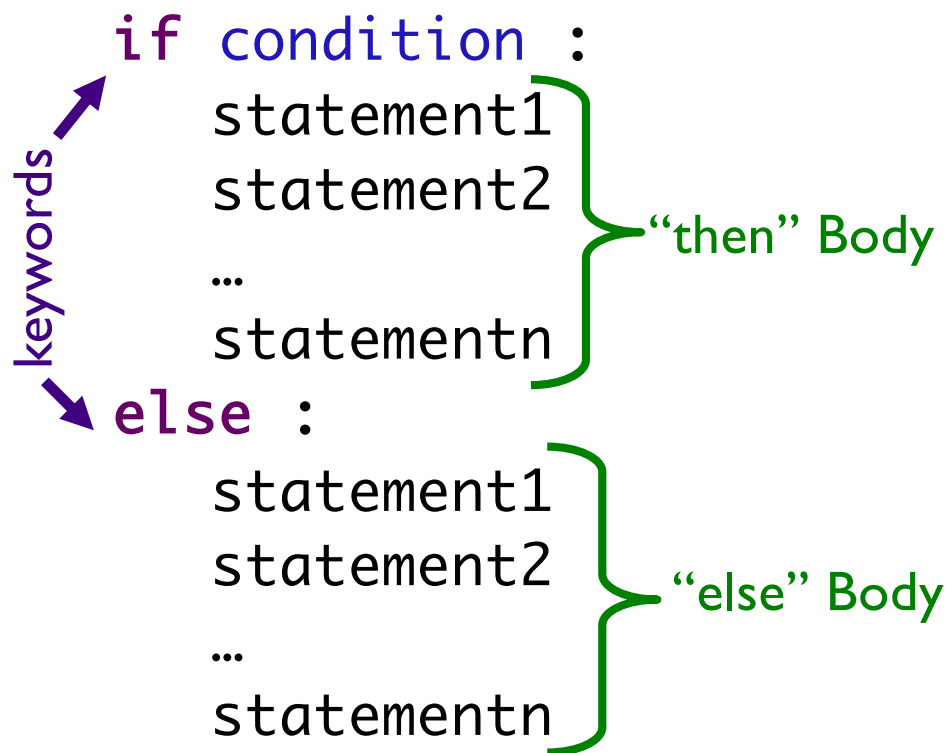 if condition :
statement1
statement2
…
statementn
"then" Body
keywords
else :
statement1
statement2
…
statementn
"else" Body